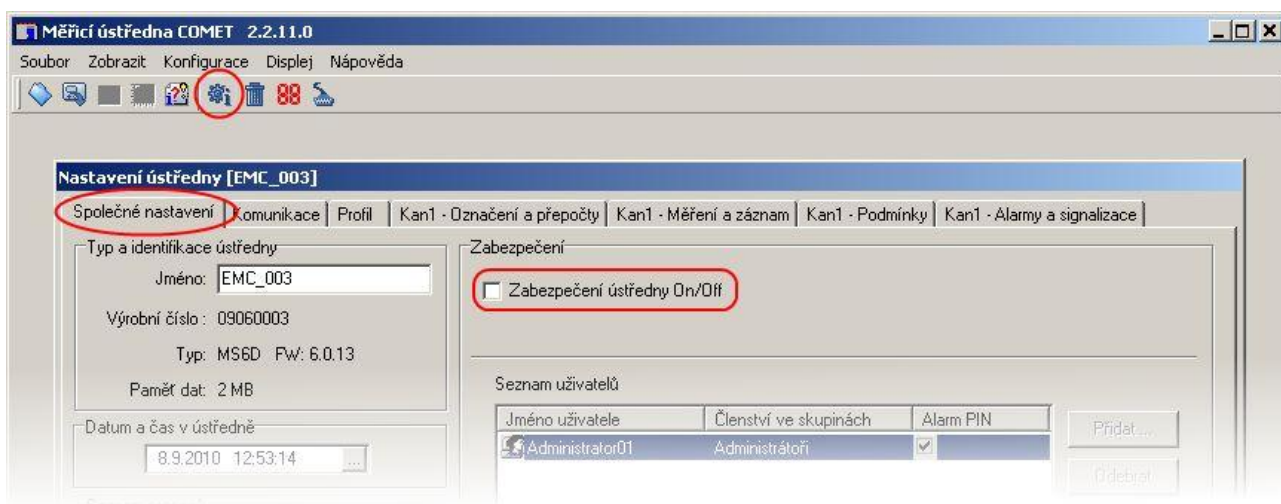 Měřicí ústředna COMET 2.2.11.0
Soubor Zobrazit Konfigurace Displej Nápověda
Nastavení ústředny [EMC_003]
Společné nastavení Komunikace Profil Kan1 - Označení a přepočty Kan1 - Měření a záznam Kan1 - Podmínky Kan1 - Alarmy a signalizace
Typ a identifikace ústředny
Jméno: EMC_003
Výrobní číslo : 09060003
Typ: MS6D FW: 6.0.13
Paměť dat: 2 MB
Datum a čas v ústředně
8.9.2010 12:53:14 ...
Zabezpečení
Zabezpečení ústředny On/Off
Seznam uživatelů
Jméno uživatele Členství ve skupinách Alarm PIN
Administrator01 Administrátoři
Přidat...
Odebrat